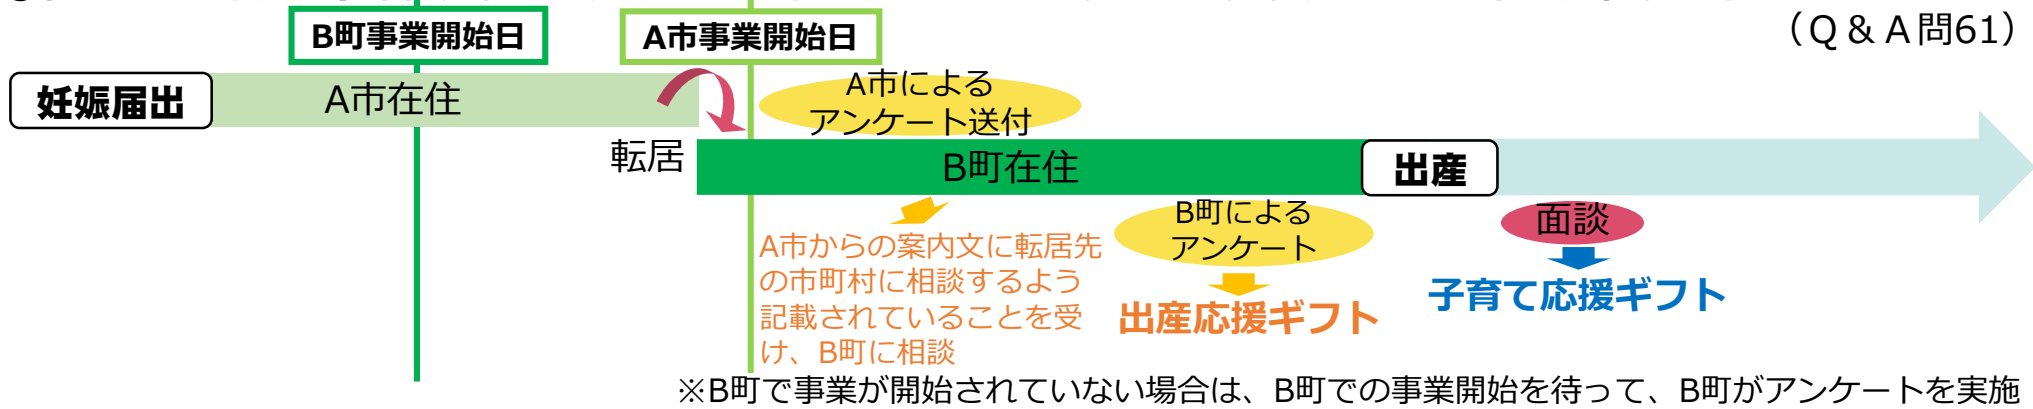 （Ｑ＆Ａ問61）
B町事業開始日
A市事業開始日
妊娠届出
A市在住
A市による
アンケート送付
転居
B町在住
出産
A市からの案内文に転居先
の市町村に相談するよう
記載されていることを受
け、B町に相談
B町による
アンケート
出産応援ギフト
面談
子育て応援ギフト
※B町で事業が開始されていない場合は、B町での事業開始を待って、B町がアンケートを実施